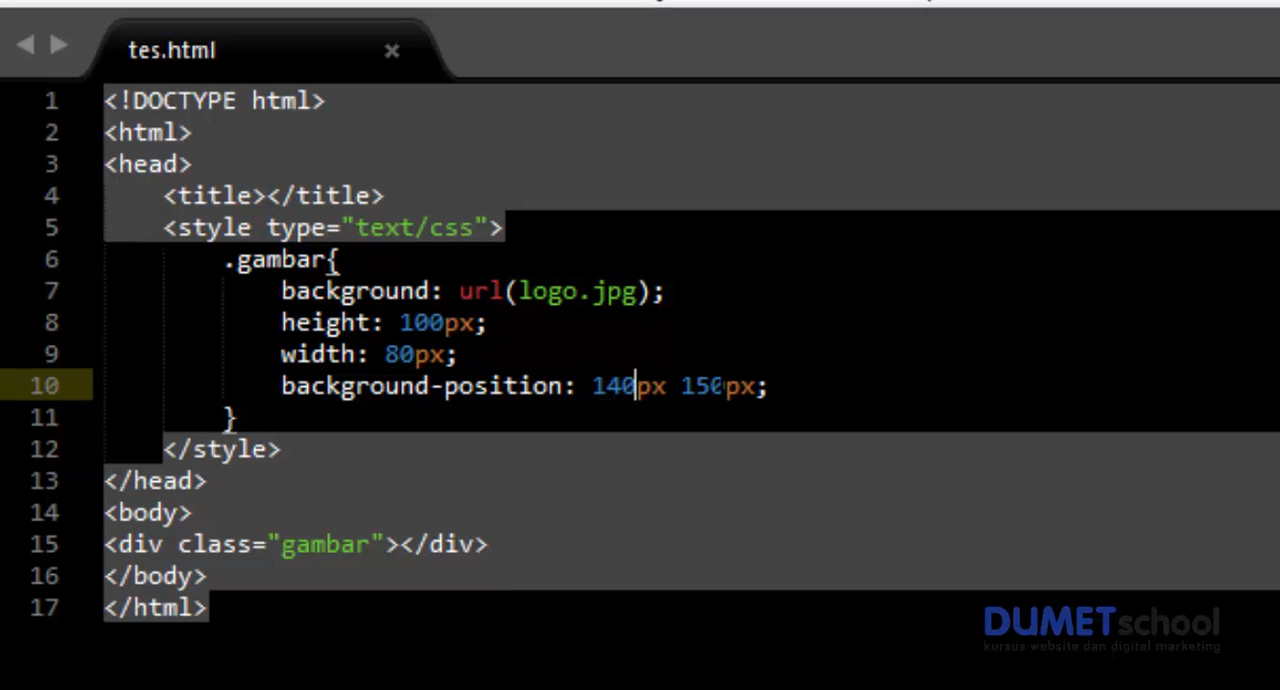 tes.html
1 <!DOCTYPE html>
2 <html>
3 <head>
4 <title></title>
5 <style type="text/css">
6 .gambar{
7 background: url(logo.jpg);
8 height: 100px;
9 width: 80px;
10 background-position: 140px 150px;
11 }
12 </style>
13 </head>
14 <body>
15 <div class="gambar"></div>
16 </body>
17 </html>
DUMETschool
kursus website dan digital marketing